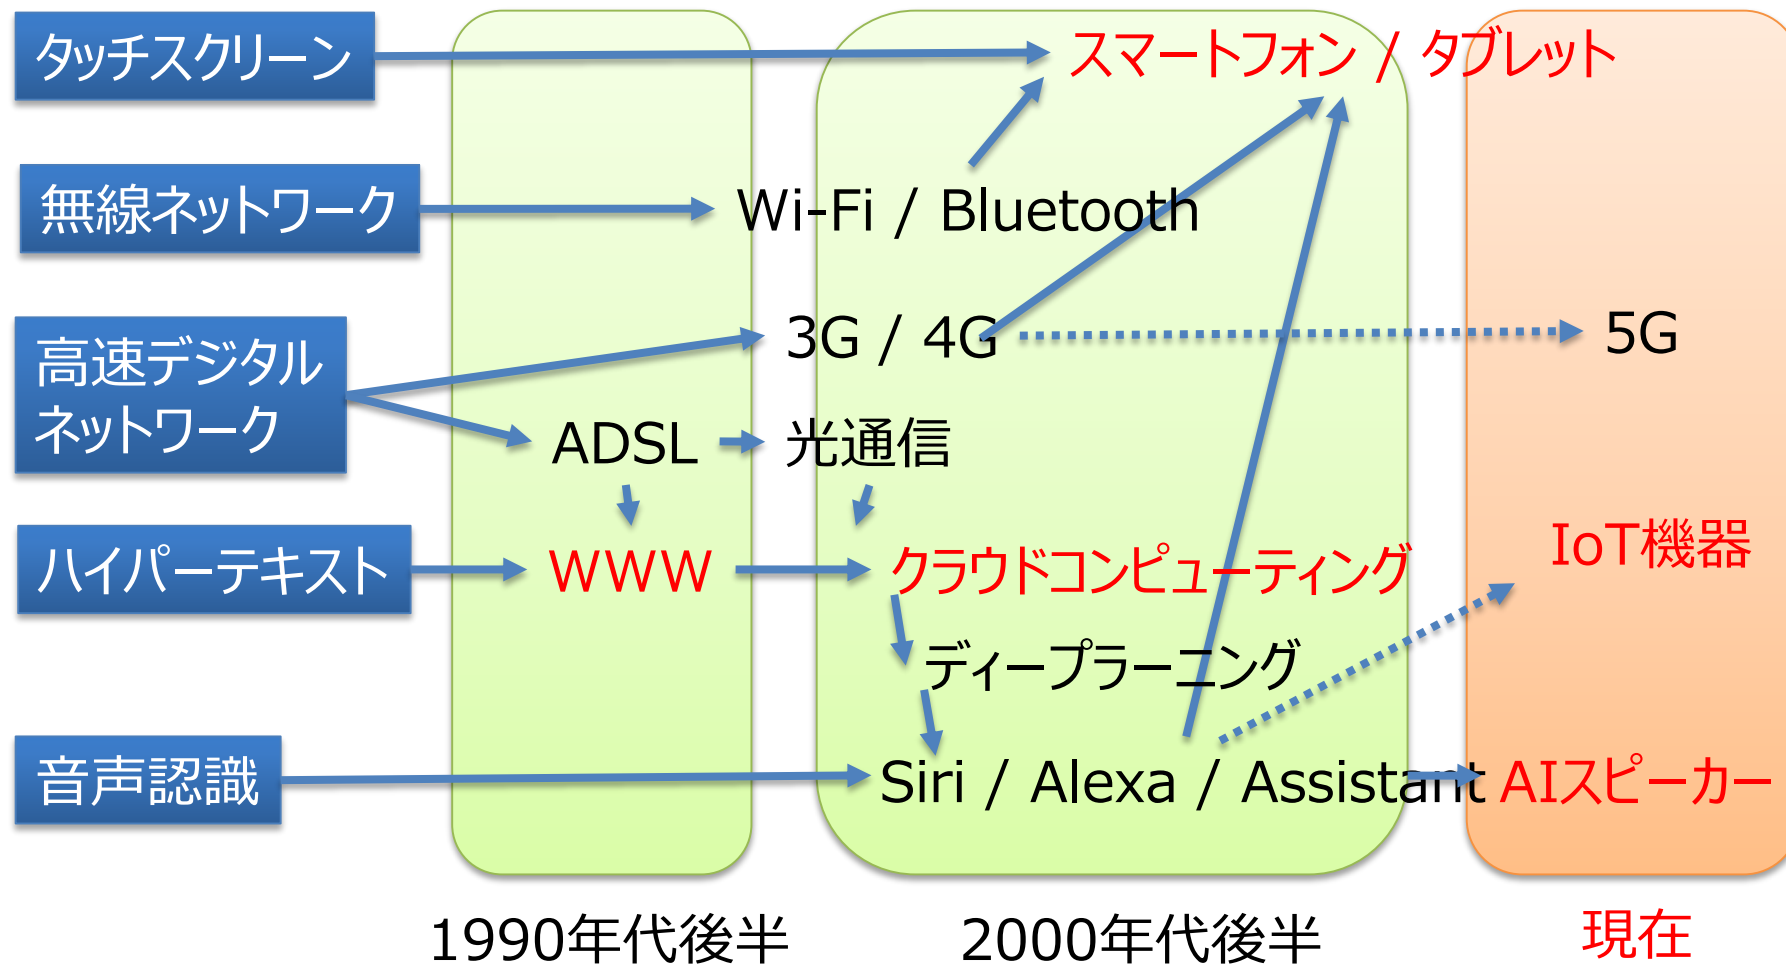 タッチスクリーン
スマートフォン / タブレット
無線ネットワーク
Wi-Fi / Bluetooth
高速デジタル
ネットワーク
3G / 4G
5G
ADSL
光通信
ハイパーテキスト
WWW
クラウドコンピューティング
IoT機器
ディープラーニング
音声認識
Siri / Alexa / Assistant
AIスピーカー
1990年代後半
2000年代後半
現在